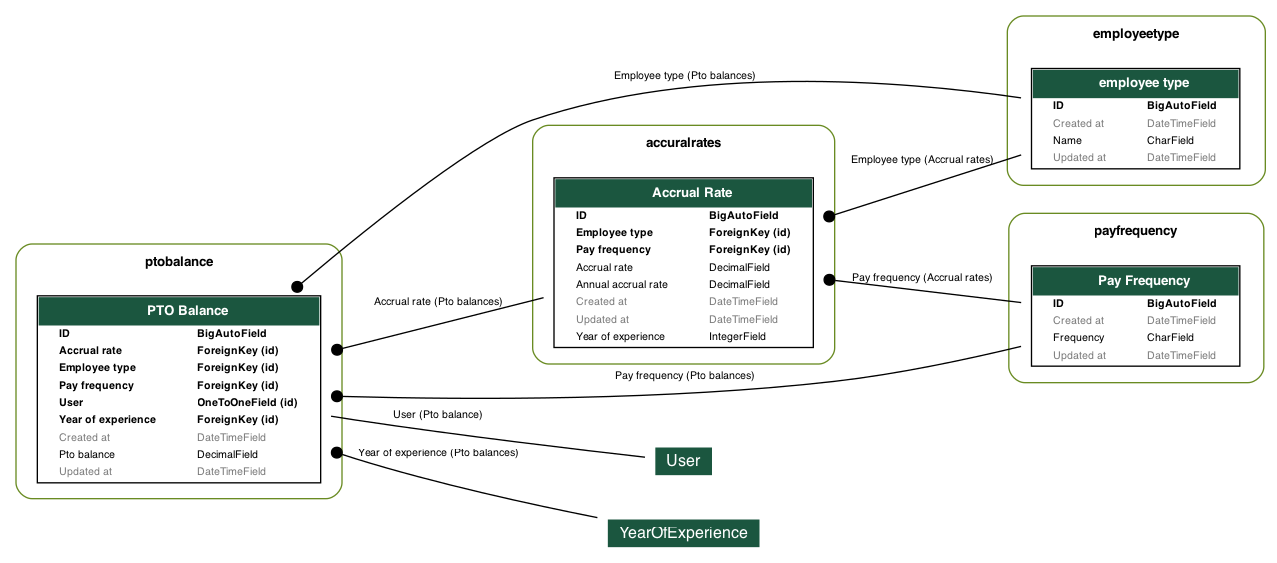 employeetype
employee type
ID BigAutoField
Created at DateTimeField
Name CharField
Updated at DateTimeField
Employee type (Pto balances)
accuralrates
Accrual Rate
ID BigAutoField
Employee type ForeignKey (id)
Pay frequency ForeignKey (id)
Accrual rate DecimalField
Annual accrual rate DecimalField
Created at DateTimeField
Updated at DateTimeField
Year of experience IntegerField
Employee type (Accrual rates)
payfrequency
Pay Frequency
ID BigAutoField
Created at DateTimeField
Frequency CharField
Updated at DateTimeField
Pay frequency (Accrual rates)
ptobalance
PTO Balance
ID BigAutoField
Accrual rate ForeignKey (id)
Employee type ForeignKey (id)
Pay frequency ForeignKey (id)
User OneToOneField (id)
Year of experience ForeignKey (id)
Created at DateTimeField
Pto balance DecimalField
Updated at DateTimeField
Accrual rate (Pto balances)
Pay frequency (Pto balances)
User (Pto balance)
User
Year of experience (Pto balances)
YearOfExperience